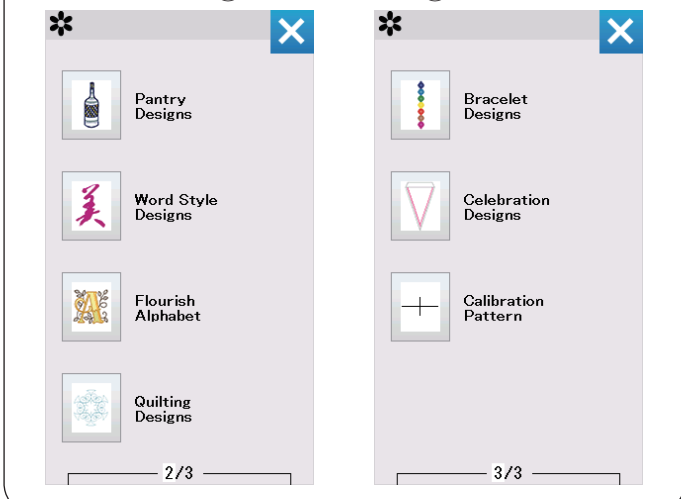 Pantry
Designs
Word Style
Designs
美
Flourish
Alphabet
A
Quilting
Designs
2/3
Bracelet
Designs
Celebration
Designs
Calibration
Pattern
3/3